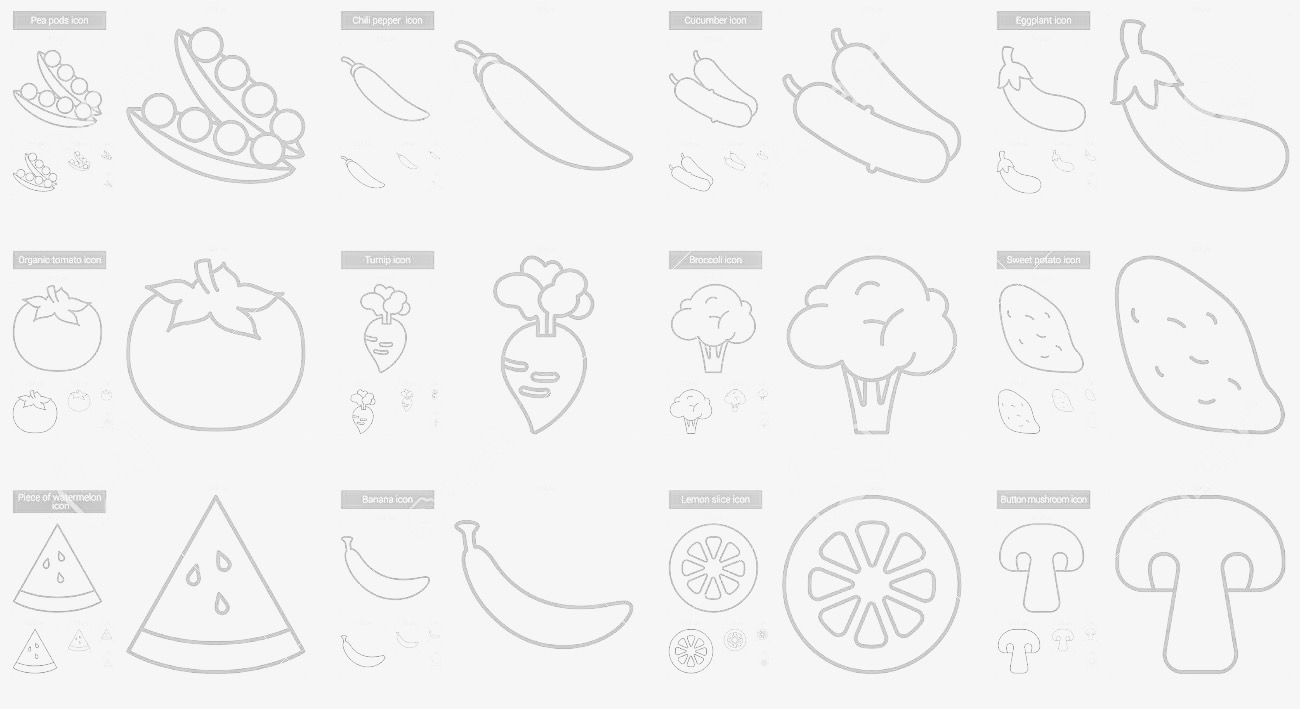 Pea pods icon
Chili pepper icon
Cucumber icon
Eggplant icon
Organic tomato icon
Turnip icon
Broccoli icon
Sweet potato icon
Piece of watermelon
icon
Banana icon
Lemon slice icon
Button mushroom icon